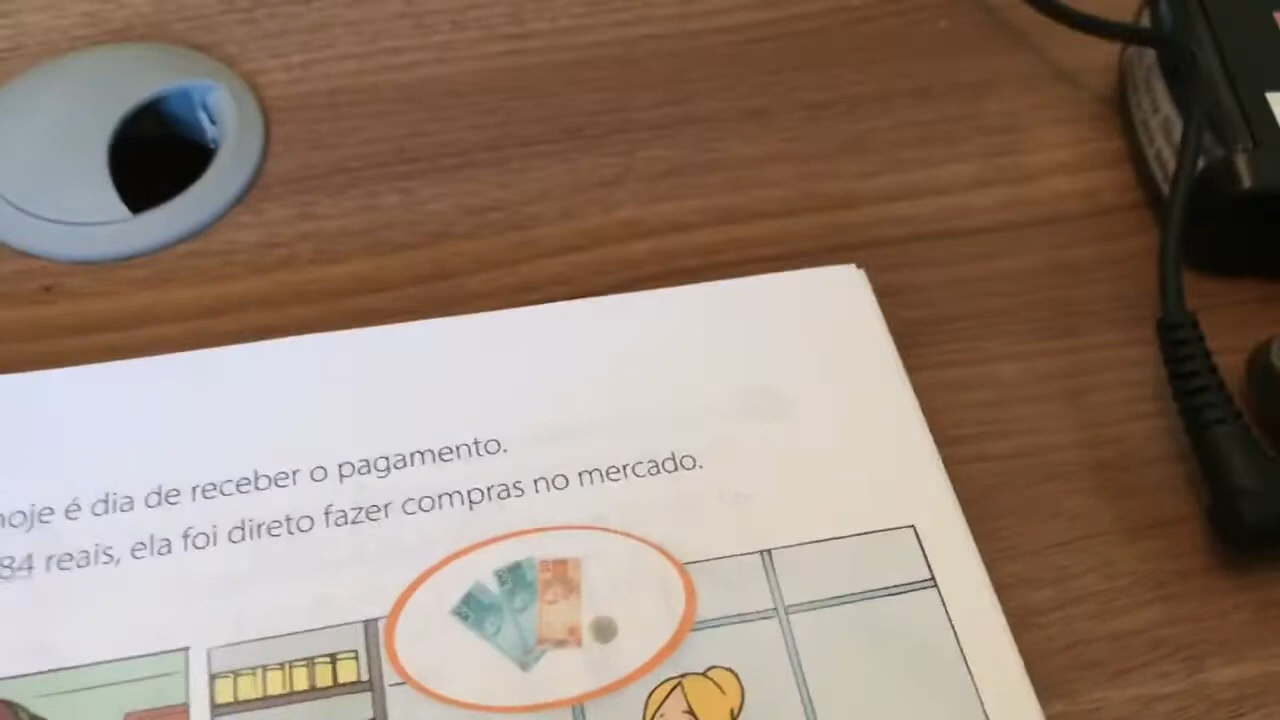 hoje é dia de receber o pagamento.
84 reais, ela foi direto fazer compras no mercado.